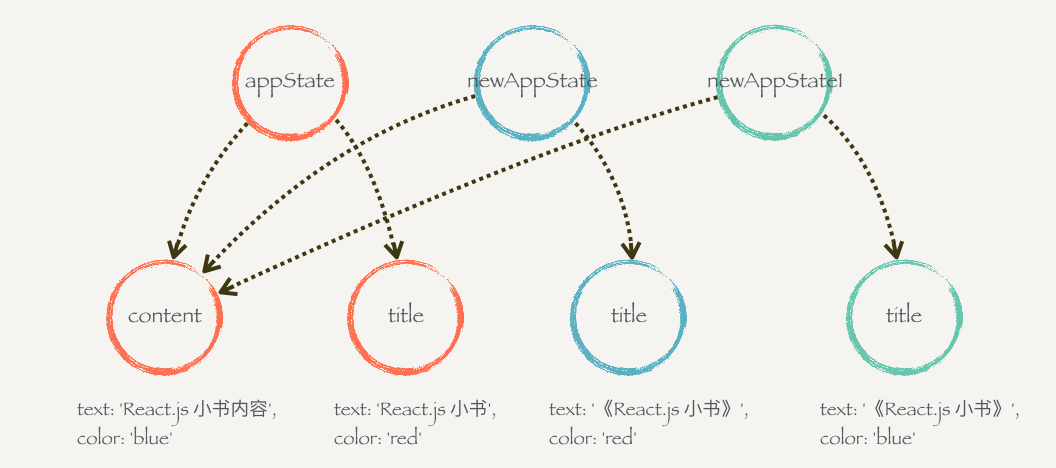 appState
newAppState
newAppState1
content
title
title
title
text: 'React.js 小书内容',
color: 'blue'
text: 'React.js 小书',
color: 'red'
text: '《React.js 小书》',
color: 'red'
text: '《React.js 小书》',
color: 'blue'